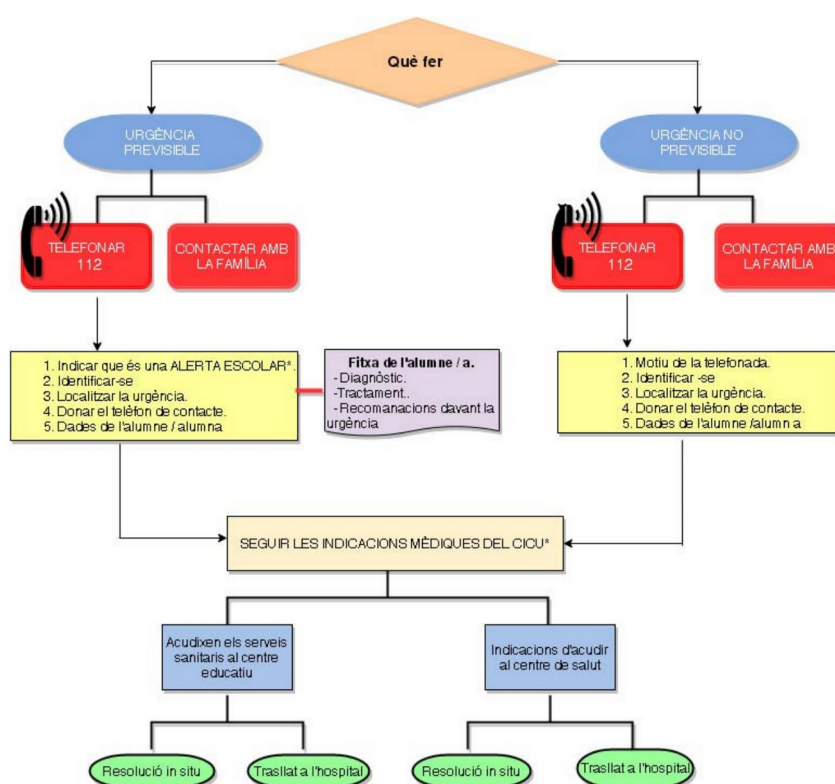 Què fer
URGÈNCIA
PREVISIBLE
URGÈNCIA NO
PREVISIBLE
TELEFONAR
112
CONTACTAR AMB
LA FAMÍLIA
TELEFONAR
112
CONTACTAR AMB
LA FAMÍLIA
1. Indicar que és una ALERTA ESCOLAR*.
2. Identificar-se
3. Localitzar la urgència.
4. Donar el telèfon de contacte.
5. Dades de l'alumne / alumna
Fitxa de l'alumne / a.
-Diagnòstic.
-Tractament..
- Recomanacions davant la
urgència
1. Motiu de la telefonada.
2. Identificar -se
3. Localitzar la urgència.
4. Donar el telèfon de contacte.
5. Dades de l'alumne /alumn a
SEGUIR LES INDICACIONS MÈDIQUES DEL CICU*
Acudixen els serveis
sanitaris al centre
educatiu
Indicacions d'acudir
al centre de salut
Resolució in situ
Trasllat a l'hospital
Resolució in situ
Trasllat a l'hospital